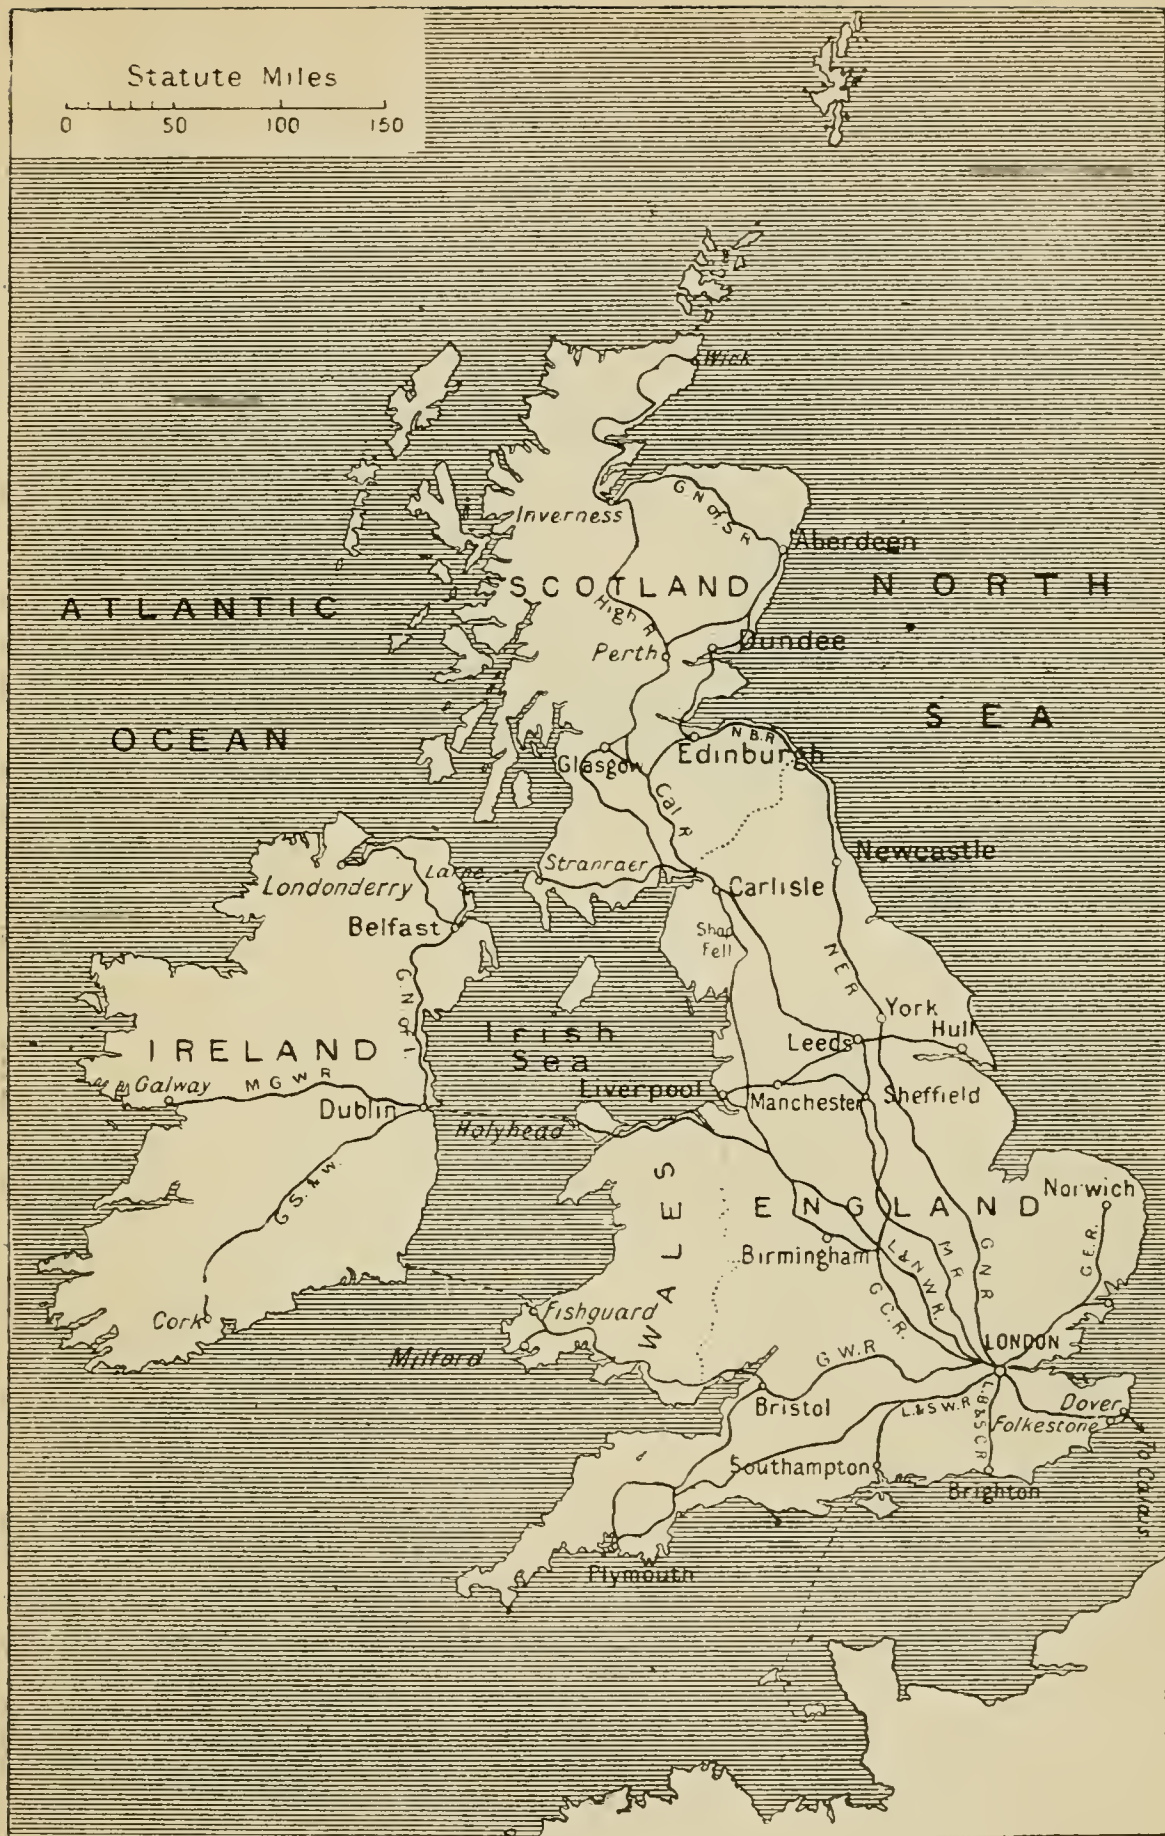 Statute Miles
0 50 100 150
Wick
G N of S R
Inverness
Aberdeen
SCOTLAND
NORTH
ATLANTIC
High R
Perth
Dundee
SEA
OCEAN
N.B.R
Edinburgh
Glasgow
Cal R
Newcastle
Stranraer
Larne
Londonderry
Carlisle
Belfast
Shap
Fell
NER
G.N. of I.
York
Hull
Irish
Sea
Leeds
IRELAND
Galway
M G W R
Liverpool
Manchester
Sheffield
Dublin
Holyhead
WALES
ENGLAND
Norwich
G.S. & W.
Birmingham
L & N.W.R.
M R
G N R
G.E.R.
G.C.R.
Cork
Fishguard
Milford
LONDON
G.W.R
Bristol
L.& S W.R
L.B & S C R
Dover
Folkestone
To Calais
Southampton
Brighton
Plymouth